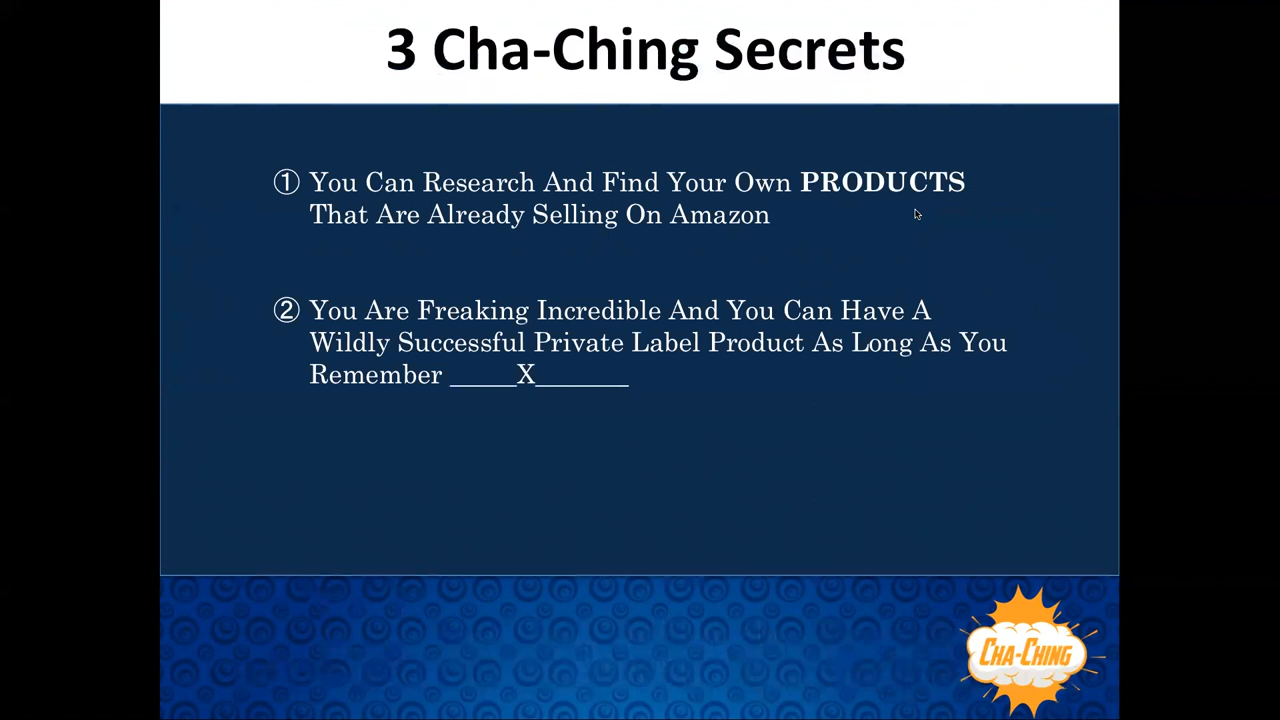 3 Cha-Ching Secrets
① You Can Research And Find Your Own PRODUCTS
That Are Already Selling On Amazon
② You Are Freaking Incredible And You Can Have A
Wildly Successful Private Label Product As Long As You
Remember _____X_______
CHA-CHING